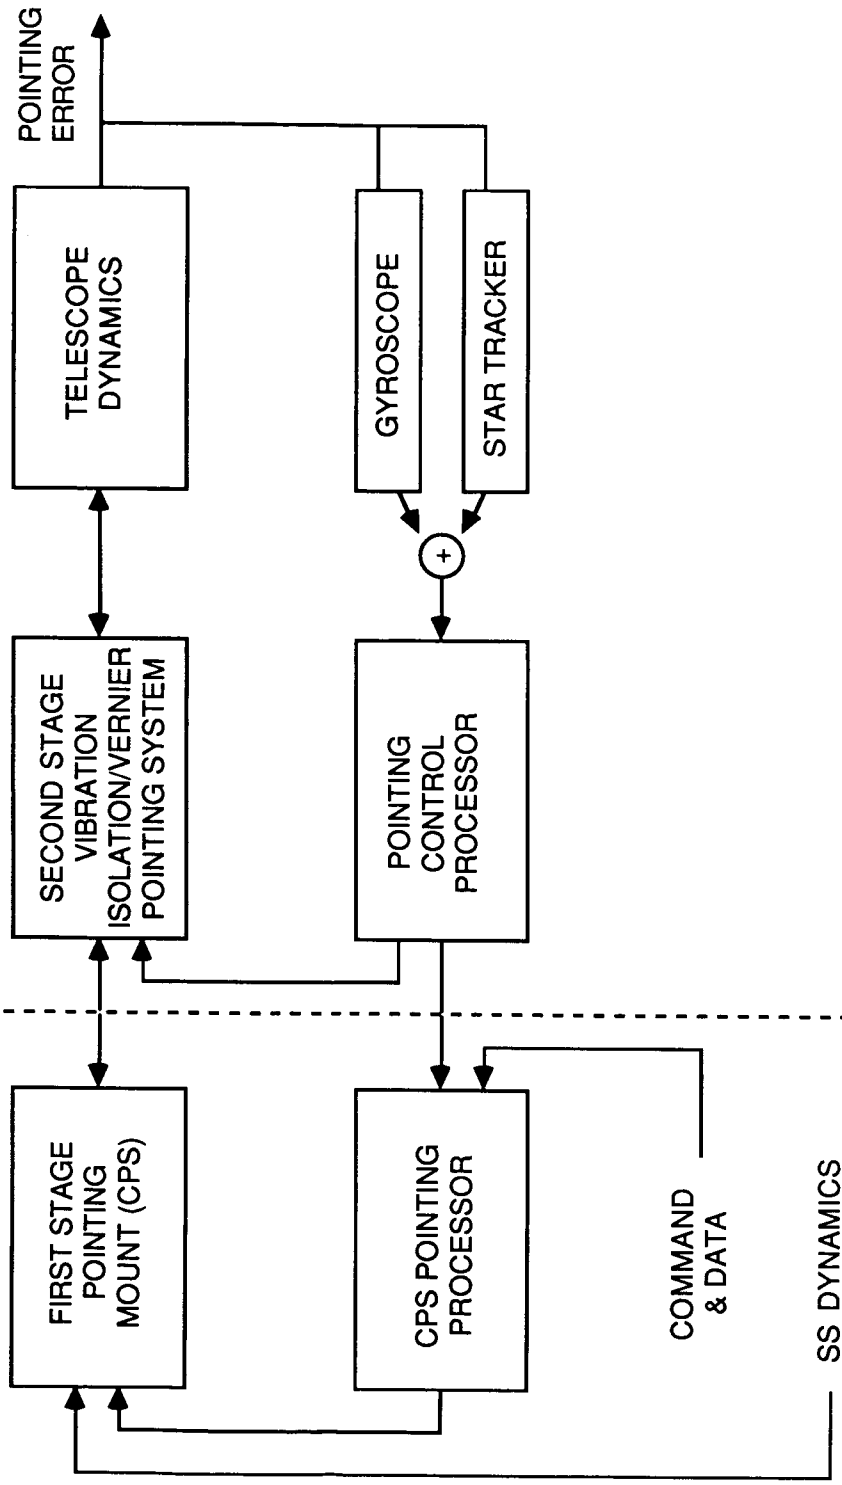 FIRST STAGE
POINTING
MOUNT (CPS)
SECOND STAGE
VIBRATION
ISOLATION/VERNIER
POINTING SYSTEM
TELESCOPE
DYNAMICS
POINTING
ERROR
CPS POINTING
PROCESSOR
POINTING
CONTROL
PROCESSOR
+
GYROSCOPE
STAR TRACKER
COMMAND
& DATA
SS DYNAMICS